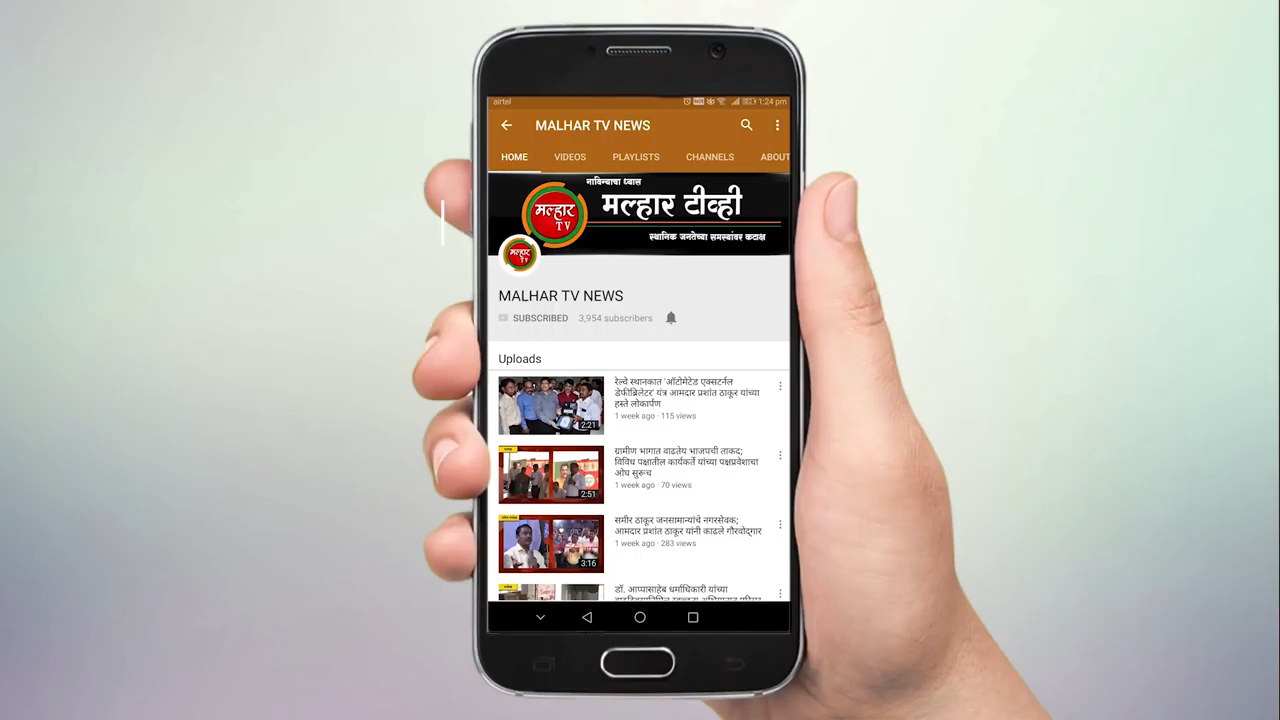 airtel 1:24 pm
MALHAR TV NEWS
HOME VIDEOS PLAYLISTS CHANNELS ABOUT
नाविन्याचा ध्यास
मल्हार टीव्ही
स्थानिक जनतेच्या समस्यांवर कटाक्ष
मल्हार
TV
मल्हार
TV
MALHAR TV NEWS
SUBSCRIBED 3,954 subscribers
Uploads
रेल्वे स्थानकात 'ऑटोमेटेड एक्सटर्नल
डेफीब्रिलेटर' यंत्र आमदार प्रशांत ठाकूर यांच्या
हस्ते लोकार्पण
1 week ago · 115 views
2:21
ग्रामीण भागात वाढतेय भाजपची ताकद;
विविध पक्षातील कार्यकर्ते यांच्या पक्षप्रवेशाचा
ओघ सुरूच
1 week ago · 70 views
2:51
समीर ठाकूर जनसामान्यांचे नगरसेवक;
आमदार प्रशांत ठाकूर यांनी काढले गौरवोद्गार
1 week ago · 283 views
3:16
डॉ. आप्पासाहेब धर्माधिकारी यांच्या